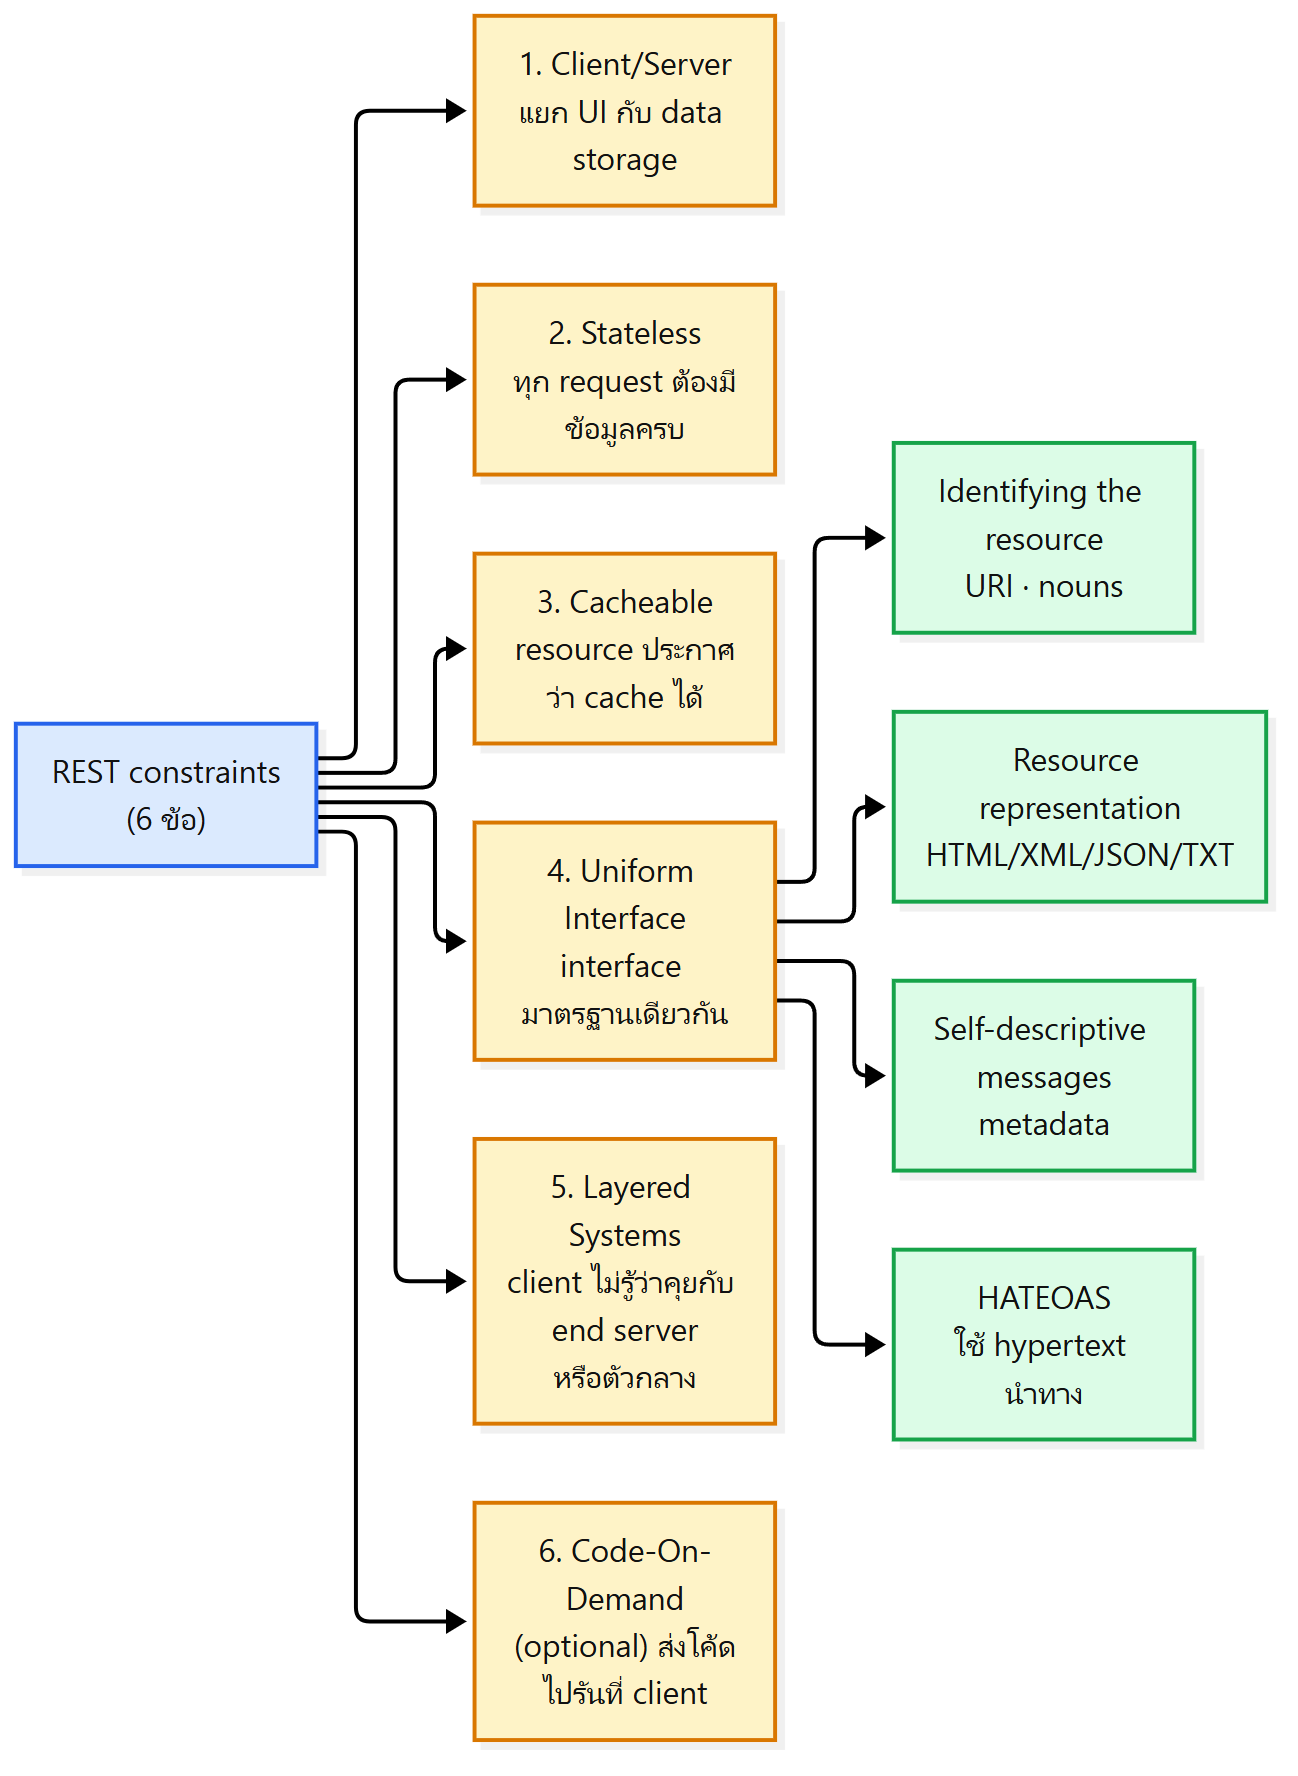 1. Client/Server
แยก UI กับ data
storage
2. Stateless
ทุก request ต้องมี
ข้อมูลครบ
3. Cacheable
resource ประกาศ
ว่า cache ได้
REST constraints
(6 ข้อ)
4. Uniform
Interface
interface
มาตรฐานเดียวกัน
5. Layered
Systems
client ไม่รู้ว่าคุยกับ
end server
หรือตัวกลาง
6. Code-On-
Demand
(optional) ส่งโค้ด
ไปรันที่ client
Identifying the
resource
URI · nouns
Resource
representation
HTML/XML/JSON/TXT
Self-descriptive
messages
metadata
HATEOAS
ใช้ hypertext
นำทาง